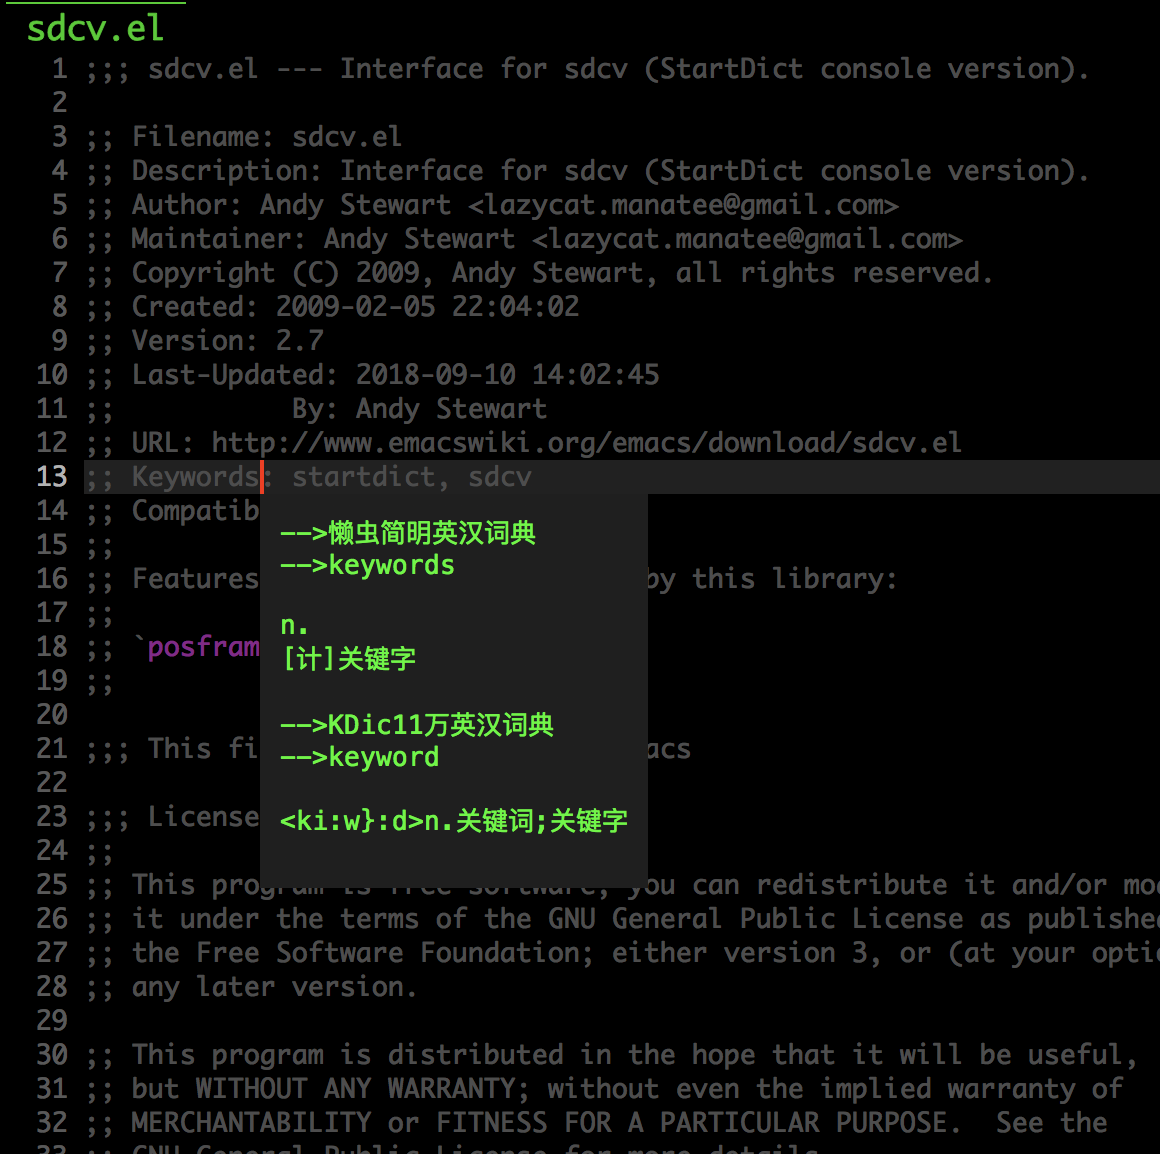 sdcv.el
1 ;;; sdcv.el --- Interface for sdcv (StartDict console version).
2
3 ;; Filename: sdcv.el
4 ;; Description: Interface for sdcv (StartDict console version).
5 ;; Author: Andy Stewart <lazycat.manatee@gmail.com>
6 ;; Maintainer: Andy Stewart <lazycat.manatee@gmail.com>
7 ;; Copyright (C) 2009, Andy Stewart, all rights reserved.
8 ;; Created: 2009-02-05 22:04:02
9 ;; Version: 2.7
10 ;; Last-Updated: 2018-09-10 14:02:45
11 ;;           By: Andy Stewart
12 ;; URL: http://www.emacswiki.org/emacs/download/sdcv.el
13 ;; Keywords: startdict, sdcv
14 ;; Compatib
15 ;;
16 ;; Features by this library:
17 ;;
18 ;; `posfram
19 ;;
20
21 ;;; This fi acs
22
23 ;;; License
24 ;;
-->懒虫简明英汉词典
-->keywords
n.
[计]关键字
-->KDic11万英汉词典
-->keyword
<ki:w}:d>n.关键词;关键字
25 ;; This program is free software; you can redistribute it and/or mod
26 ;; it under the terms of the GNU General Public License as published
27 ;; the Free Software Foundation; either version 3, or (at your optio
28 ;; any later version.
29
30 ;; This program is distributed in the hope that it will be useful,
31 ;; but WITHOUT ANY WARRANTY; without even the implied warranty of
32 ;; MERCHANTABILITY or FITNESS FOR A PARTICULAR PURPOSE.  See the
33 ;; GNU General Public License for more details